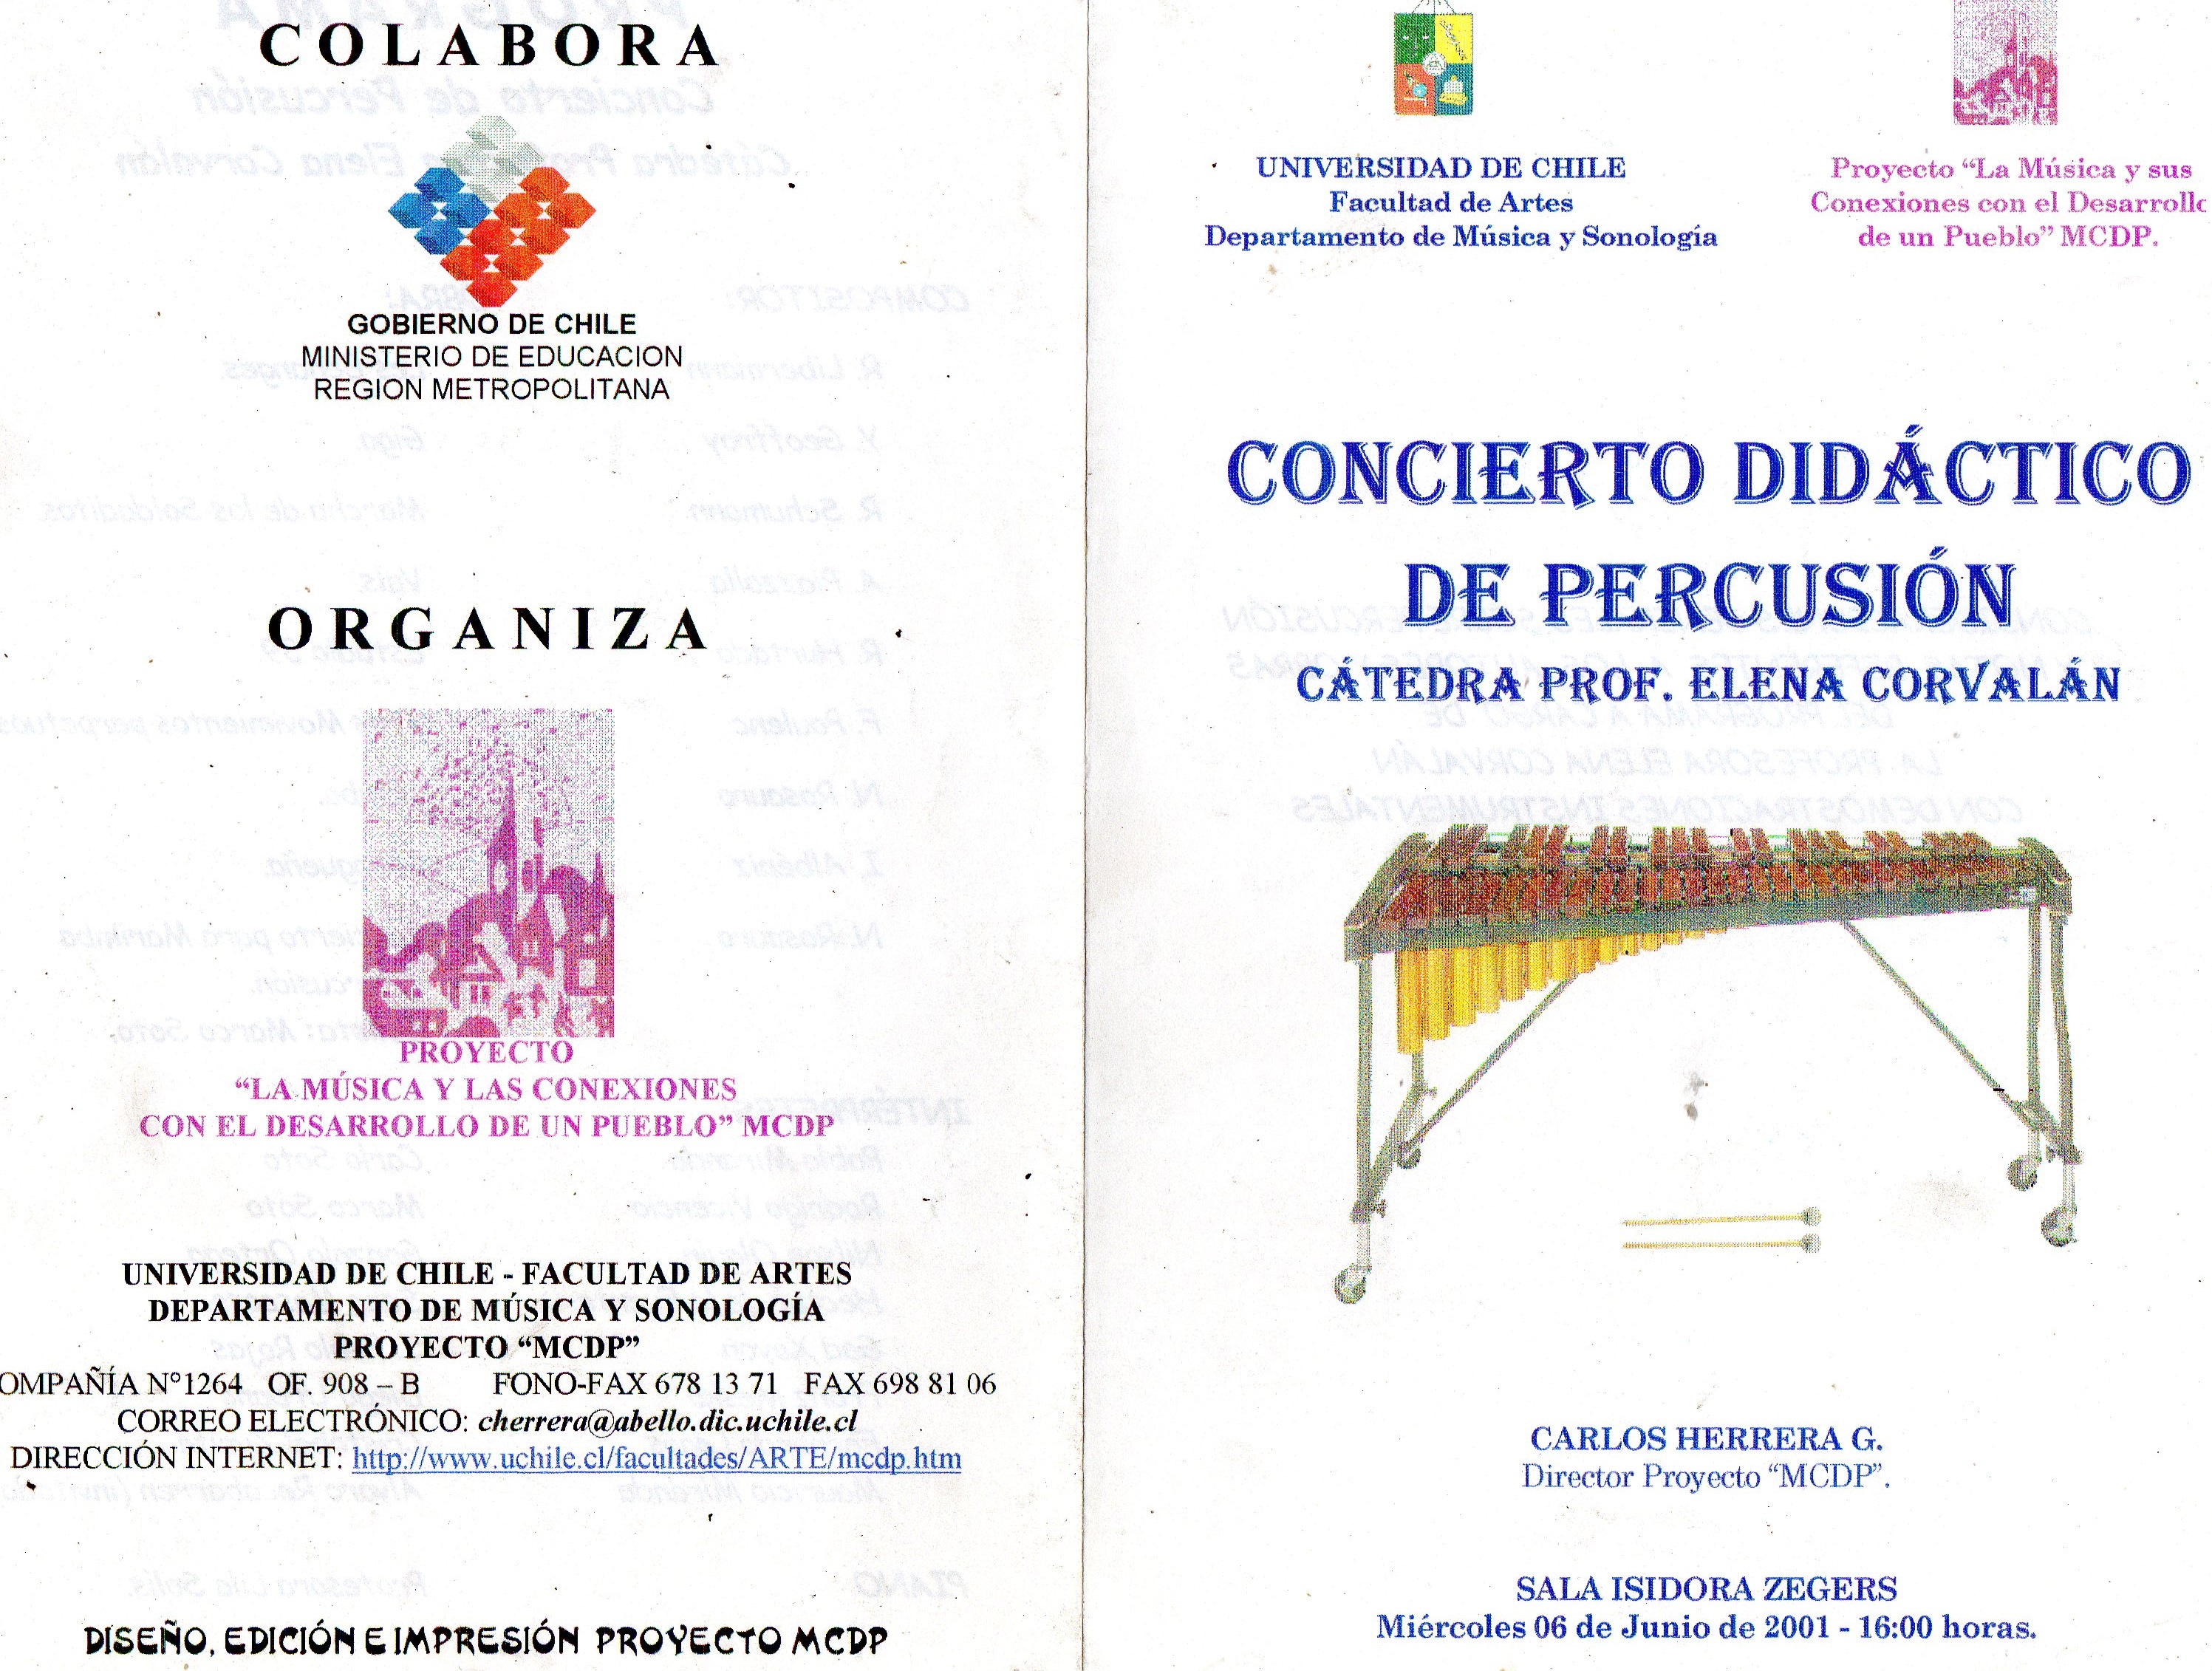 COLABORA
GOBIERNO DE CHILE
MINISTERIO DE EDUCACION
REGION METROPOLITANA
ORGANIZA
PROYECTO
“LA MÚSICA Y LAS CONEXIONES
CON EL DESARROLLO DE UN PUEBLO” MCDP
UNIVERSIDAD DE CHILE - FACULTAD DE ARTES
DEPARTAMENTO DE MÚSICA Y SONOLOGÍA
PROYECTO “MCDP”
OMPAÑÍA N°1264 OF. 908 – B FONO-FAX 678 13 71 FAX 698 81 06
CORREO ELECTRÓNICO: cherrera@abello.dic.uchile.cl
DIRECCIÓN INTERNET: http://www.uchile.cl/facultades/ARTE/mcdp.htm
DISEÑO, EDICIÓN E IMPRESIÓN PROYECTO MCDP
UNIVERSIDAD DE CHILE
Facultad de Artes
Departamento de Música y Sonología
Proyecto “La Música y sus
Conexiones con el Desarrollo
de un Pueblo” MCDP.
CONCIERTO DIDÁCTICO
DE PERCUSIÓN
CÁTEDRA PROF. ELENA CORVALÁN
CARLOS HERRERA G.
Director Proyecto “MCDP”.
SALA ISIDORA ZEGERS
Miércoles 06 de Junio de 2001 - 16:00 horas.